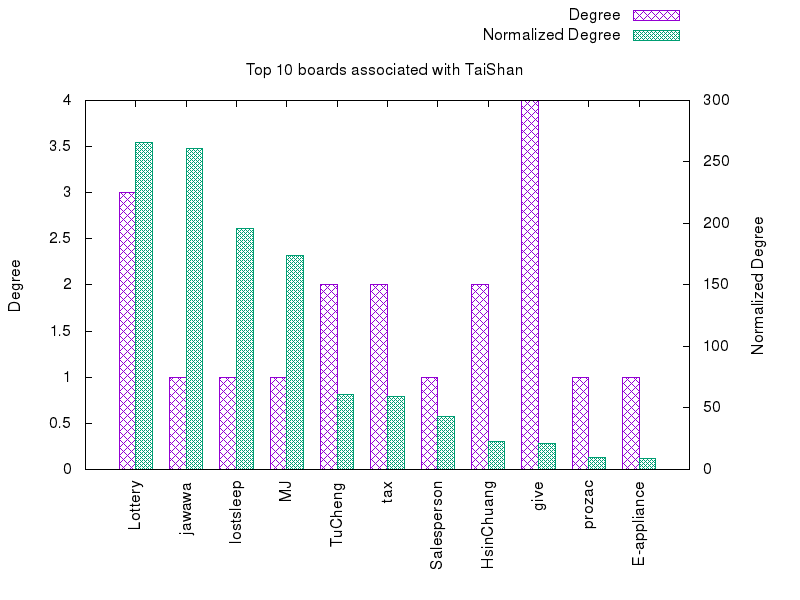 Degree
Normalized Degree
Top 10 boards associated with TaiShan
4
3.5
3
2.5
2
1.5
1
0.5
0
300
250
200
150
100
50
0
Degree
Normalized Degree
Lottery
jawawa
lostsleep
MJ
TuCheng
tax
Salesperson
HsinChuang
give
prozac
E-appliance